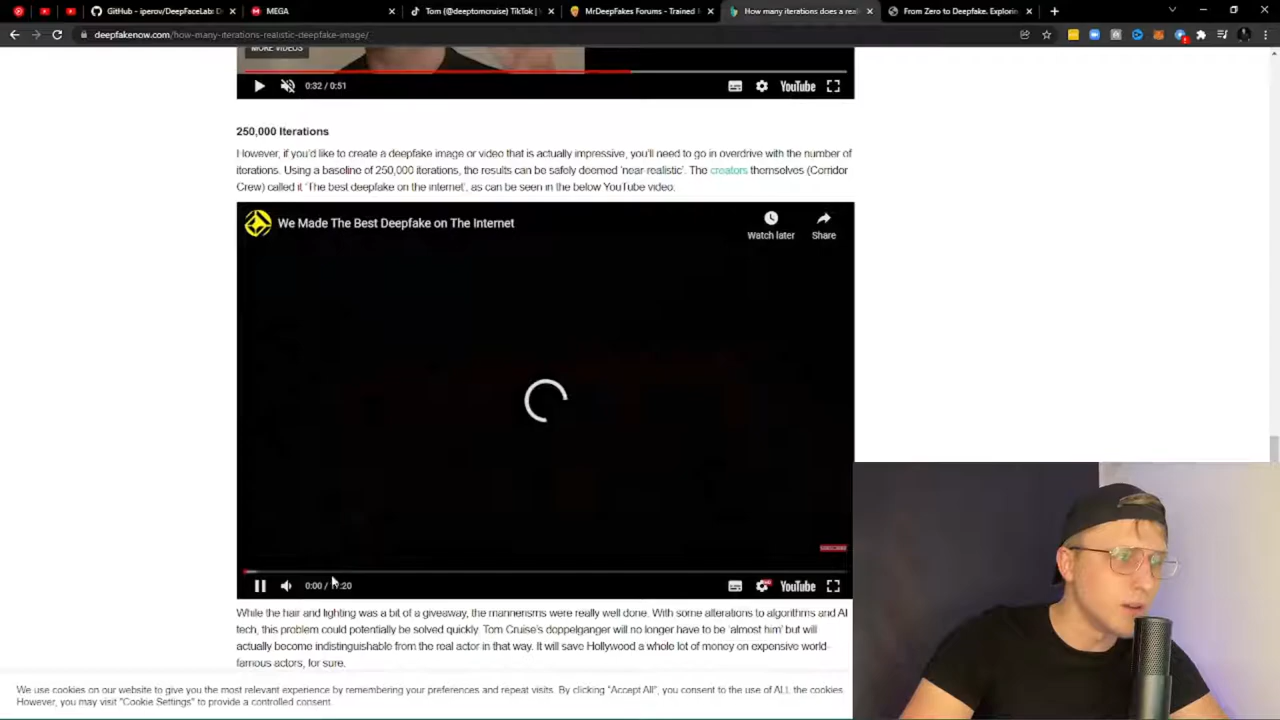 GitHub - iperov/DeepFaceLab: D
MEGA
Tom (@deeptomcruise) TikTok |
MrDeepFakes Forums - Trained
How many iterations does a real
From Zero to Deepfake. Explorin
deepfakenow.com/how-many-iterations-realistic-deepfake-image/
MORE VIDEOS
0:32 / 0:51
YouTube
250,000 Iterations
However, if you'd like to create a deepfake image or video that is actually impressive, you'll need to go in overdrive with the number of
iterations. Using a baseline of 250,000 iterations, the results can be safely deemed 'near-realistic'. The creators themselves (Corridor
Crew) called it 'The best deepfake on the internet', as can be seen in the below YouTube video.
We Made The Best Deepfake on The Internet
Watch later
Share
0:00 /
YouTube
While the hair and lighting was a bit of a giveaway, the mannerisms were really well done. With some alterations to algorithms and AI
tech, this problem could potentially be solved quickly. Tom Cruise's doppelganger will no longer have to be 'almost him' but will
actually become indistinguishable from the real actor in that way. It will save Hollywood a whole lot of money on expensive world-
famous actors, for sure.
We use cookies on our website to give you the most relevant experience by remembering your preferences and repeat visits. By clicking "Accept All", you consent to the use of ALL the cookies
However, you may visit "Cookie Settings" to provide a controlled consent.